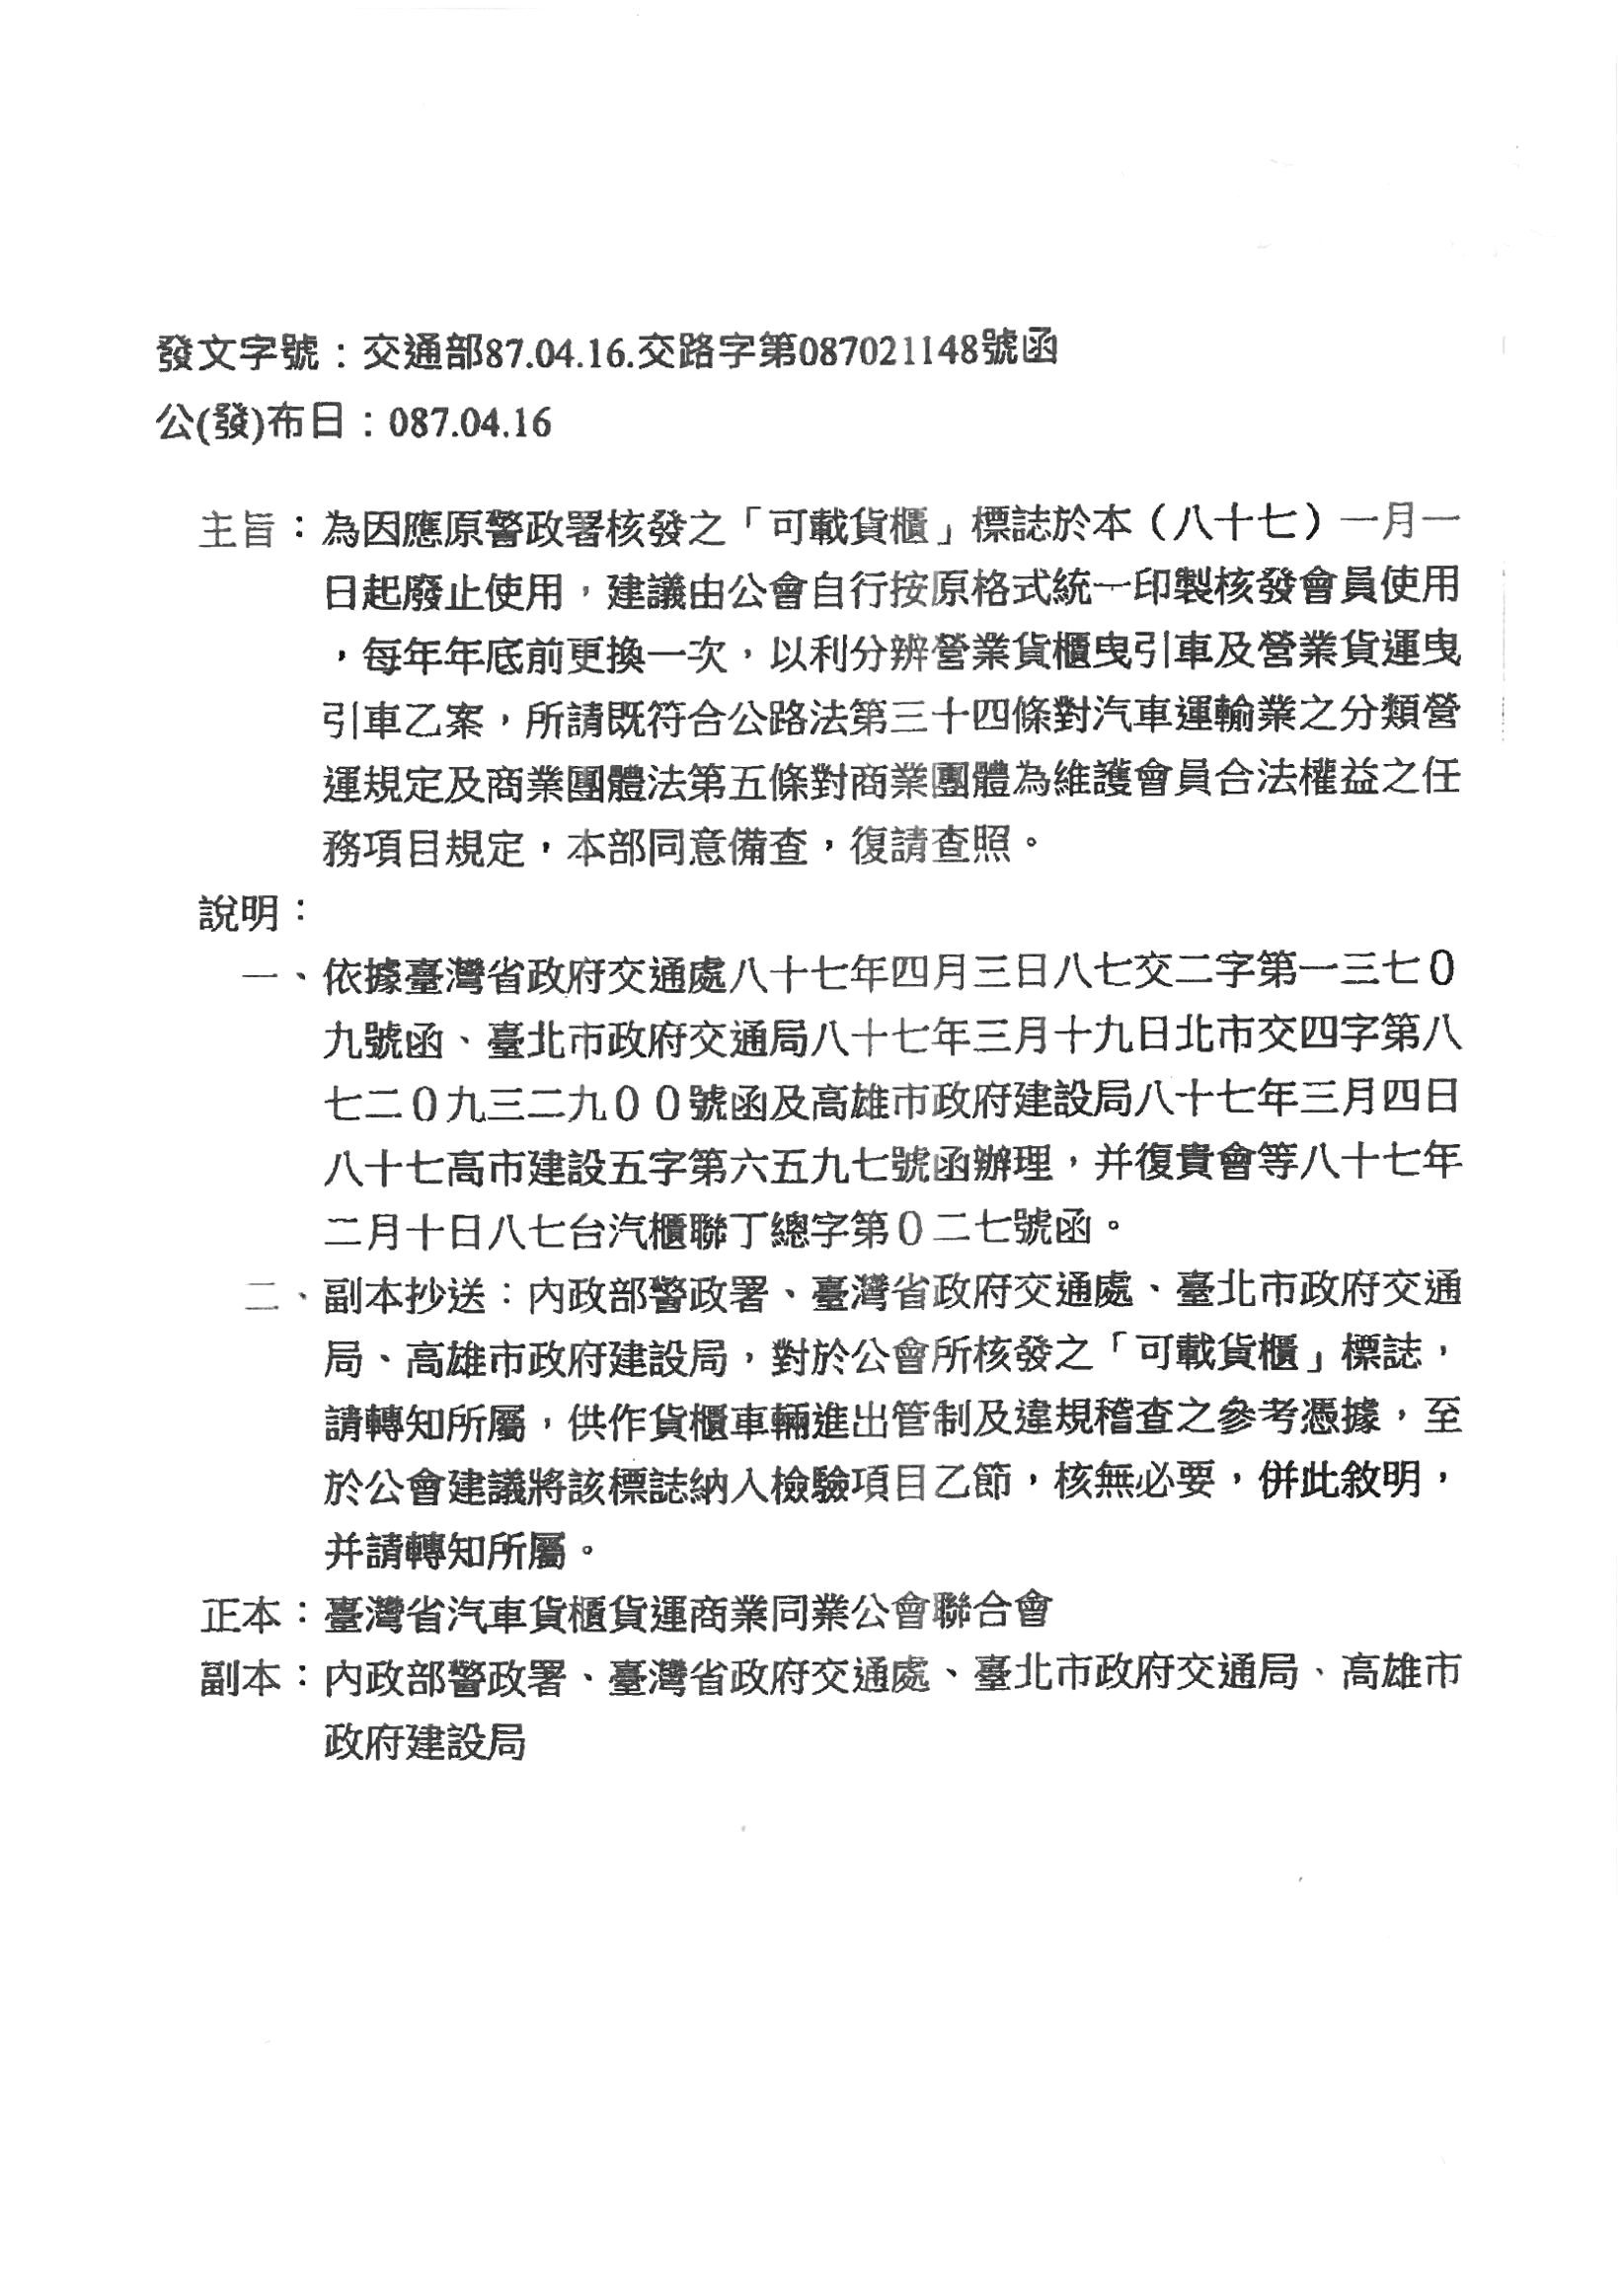 發文字號：交通部87.04.16.交路字第087021148號函
公(發)布日：087.04.16
主旨：為因應原警政署核發之「可載貨櫃」標誌於本（八十七）一月一
日起廢止使用，建議由公會自行按原格式統一印製核發會員使用
，每年年底前更換一次，以利分辨營業貨櫃曳引車及營業貨運曳
引車乙案，所請既符合公路法第三十四條對汽車運輸業之分類營
運規定及商業團體法第五條對商業團體為維護會員合法權益之任
務項目規定，本部同意備查，復請查照。
說明：
一、依據臺灣省政府交通處八十七年四月三日八七交二字第一三七０
九號函、臺北市政府交通局八十七年三月十九日北市交四字第八
七二０九三二九００號函及高雄市政府建設局八十七年三月四日
八十七高市建設五字第六五九七號函辦理，并復貴會等八十七年
二月十日八七台汽櫃聯丁總字第０二七號函。
二、副本抄送：內政部警政署、臺灣省政府交通處、臺北市政府交通
局、高雄市政府建設局，對於公會所核發之「可載貨櫃」標誌，
請轉知所屬，供作貨櫃車輛進出管制及違規稽查之參考憑據，至
於公會建議將該標誌納入檢驗項目乙節，核無必要，併此敘明，
并請轉知所屬。
正本：臺灣省汽車貨櫃貨運商業同業公會聯合會
副本：內政部警政署、臺灣省政府交通處、臺北市政府交通局、高雄市
政府建設局